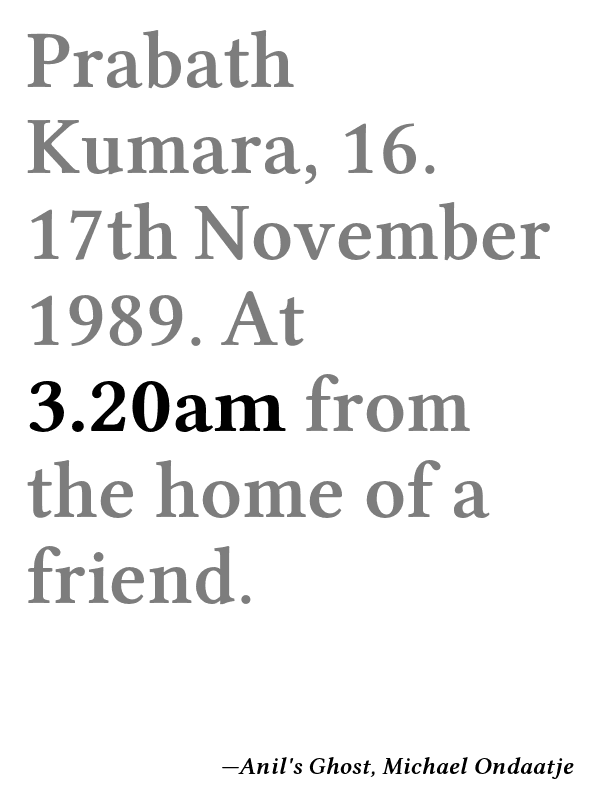 Prabath
Kumara, 16.
17th November
1989. At
3.20am from
the home of a
friend.
—Anil's Ghost, Michael Ondaatje